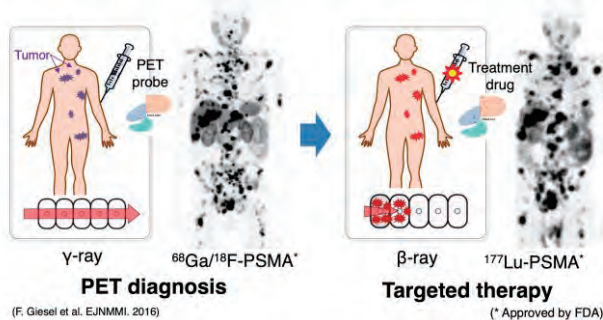 Tumor
PET
probe
γ-ray
⁶⁸Ga/¹⁸F-PSMA*
PET diagnosis
(F. Giesel et al. EJNMMI. 2016)
Treatment
drug
β-ray
¹⁷⁷Lu-PSMA*
Targeted therapy
(* Approved by FDA)